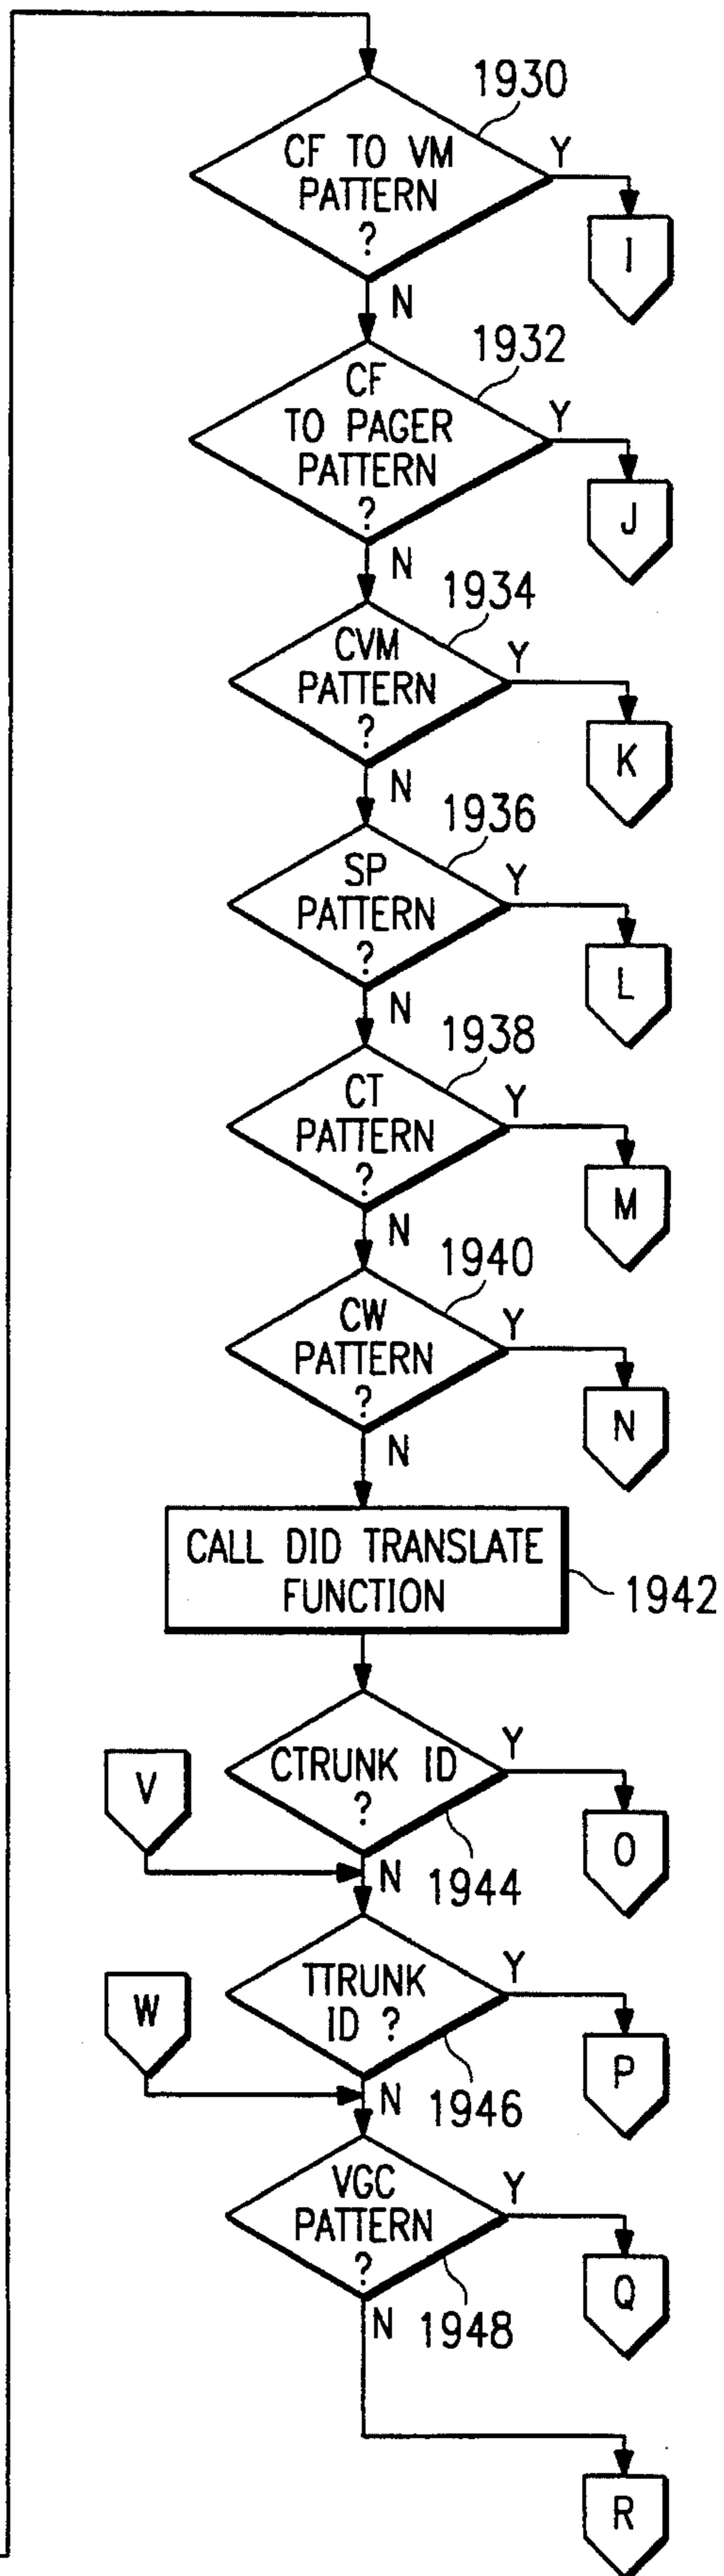 1930
CF TO VM
PATTERN
?
Y
I
N
1932
CF
TO PAGER
PATTERN
?
Y
J
N
1934
CVM
PATTERN
?
Y
K
N
1936
SP
PATTERN
?
Y
L
N
1938
CT
PATTERN
?
Y
M
N
1940
CW
PATTERN
?
Y
N
N
CALL DID TRANSLATE
FUNCTION
1942
CTRUNK ID
?
Y
V
O
N
1944
TTRUNK
ID ?
Y
W
P
N
1946
VGC
PATTERN
?
Y
Q
N
1948
R